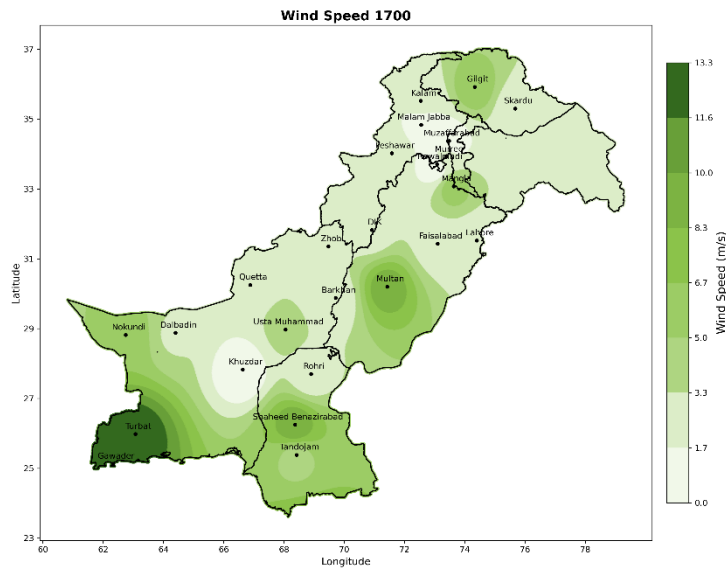 Wind Speed 1700
37
35
33
31
29
27
25
23
Latitude
60
62
64
66
68
70
72
74
76
78
Longitude
Gilgit
Kalam
Skardu
Malam Jabba
Muzaffarabad
Murree
Peshawar
Rawalpindi
Mangla
DIK
Zhob
Faisalabad
Lahore
Quetta
Multan
Barkhan
Nokundi
Dalbadin
Usta Muhammad
Khuzdar
Rohri
Shaheed Benazirabad
Turbat
Gawader
Tandojam
13.3
11.6
10.0
8.3
6.7
5.0
3.3
1.7
0.0
Wind Speed (m/s)